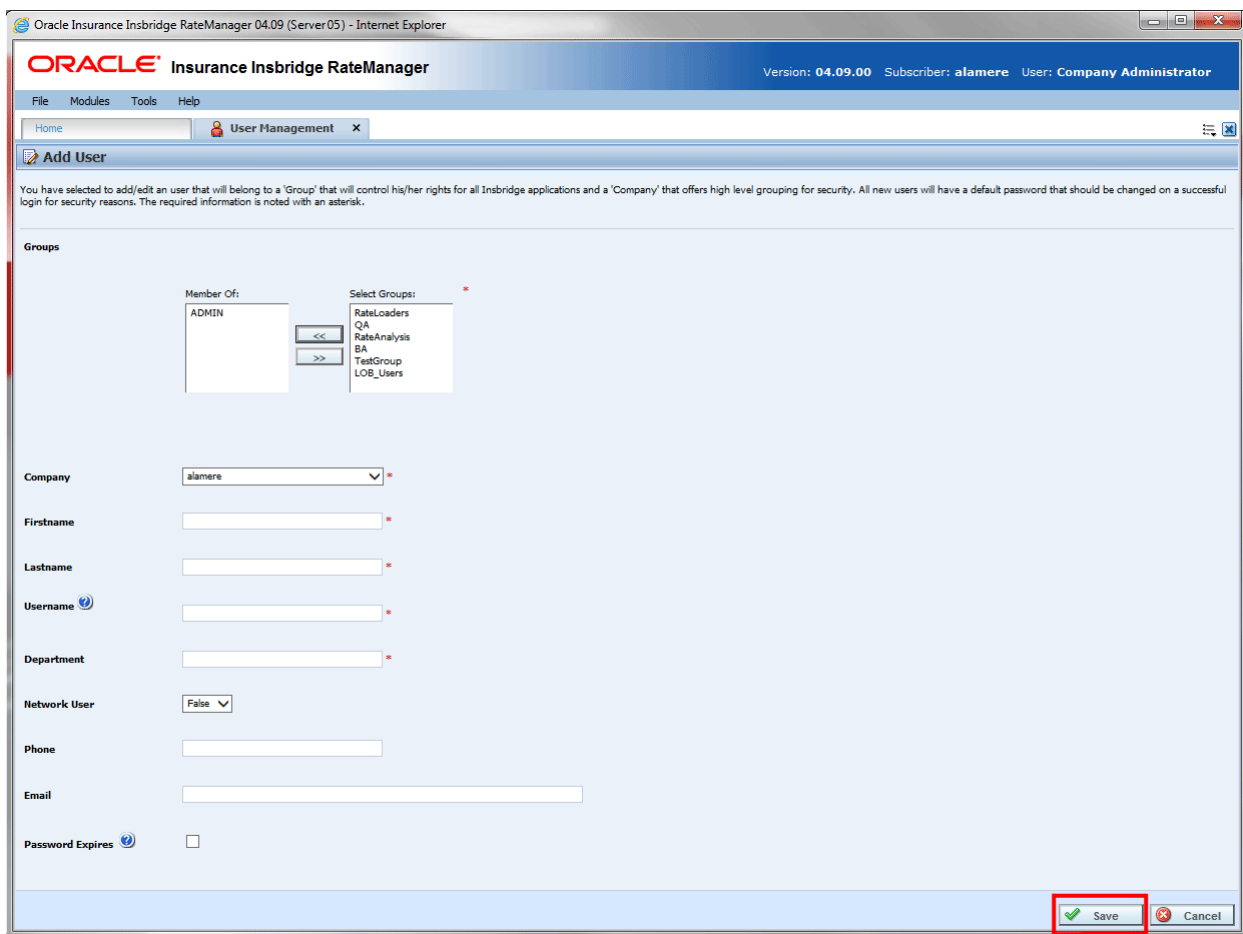 Oracle Insurance Insbridge RateManager 04.09 (Server05) - Internet Explorer
ORACLE Insurance Insbridge RateManager
Version: 04.09.00 Subscriber: alamere User: Company Administrator
File Modules Tools Help
Home User Management x
Add User
You have selected to add/edit an user that will belong to a 'Group' that will control his/her rights for all Insbridge applications and a 'Company' that offers high level grouping for security. All new users will have a default password that should be changed on a successful
login for security reasons. The required information is noted with an asterisk.
Groups
Member Of: Select Groups: *
ADMIN
<<
>>
RateLoaders
QA
RateAnalysis
BA
TestGroup
LOB_Users
Company alamere *
Firstname *
Lastname *
Username ? *
Department *
Network User False
Phone
Email
Password Expires ?
Save Cancel